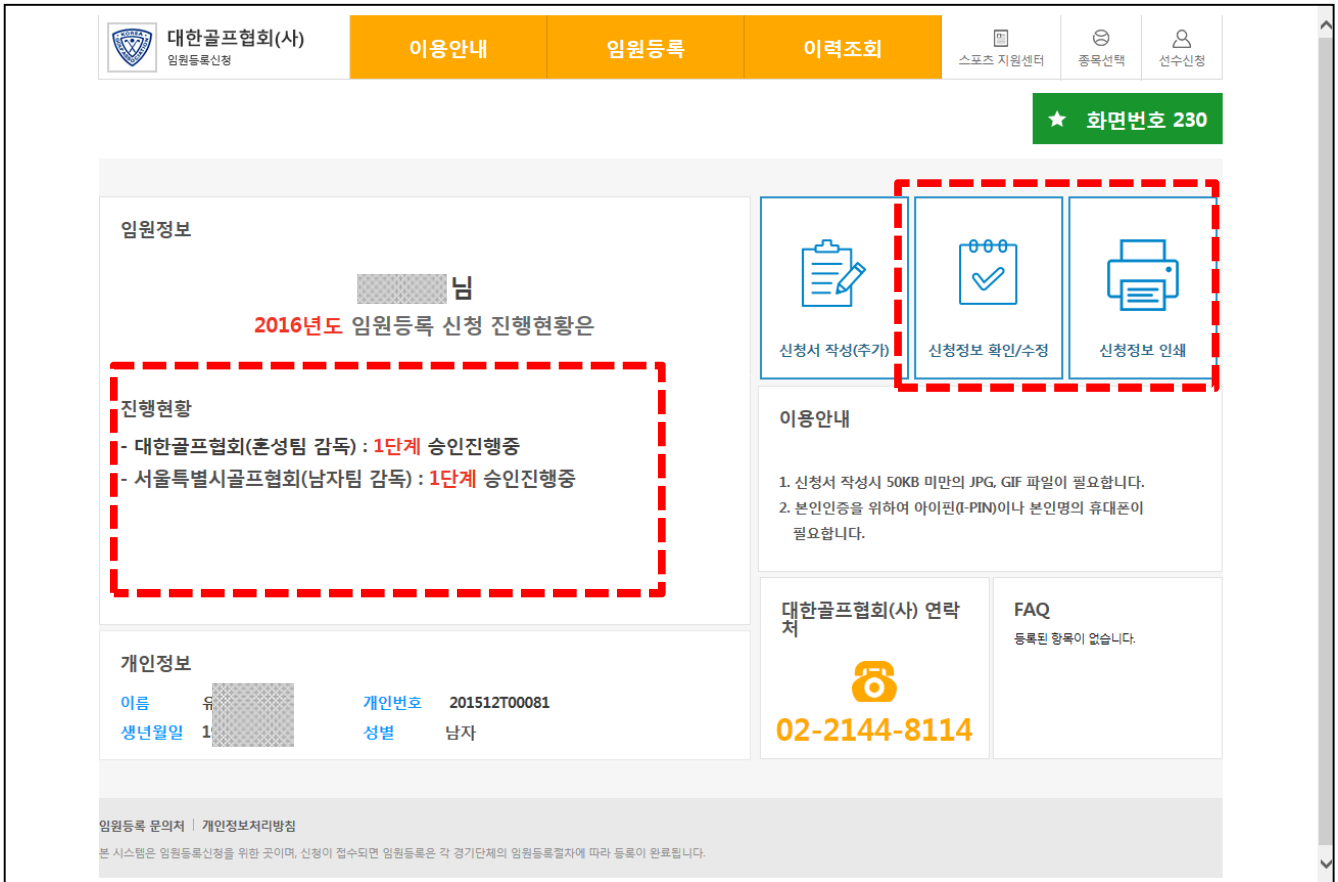 대한골프협회(사)
임원등록신청
이용안내
임원등록
이력조회
스포츠 지원센터
종목선택
선수신청
★ 화면번호 230
임원정보
님
2016년도 임원등록 신청 진행현황은
진행현황
- 대한골프협회(혼성팀 감독) : 1단계 승인진행중
- 서울특별시골프협회(남자팀 감독) : 1단계 승인진행중
신청서 작성(추가)
신청정보 확인/수정
신청정보 인쇄
이용안내
1. 신청서 작성시 50KB 미만의 JPG, GIF 파일이 필요합니다.
2. 본인인증을 위하여 아이핀(I-PIN)이나 본인명의 휴대폰이
필요합니다.
대한골프협회(사) 연락
처
02-2144-8114
FAQ
등록된 항목이 없습니다.
개인정보
이름 유
개인번호 201512T00081
생년월일 19
성별 남자
임원등록 문의처 | 개인정보처리방침
본 시스템은 임원등록신청을 위한 곳이며, 신청이 접수되면 임원등록은 각 경기단체의 임원등록절차에 따라 등록이 완료됩니다.